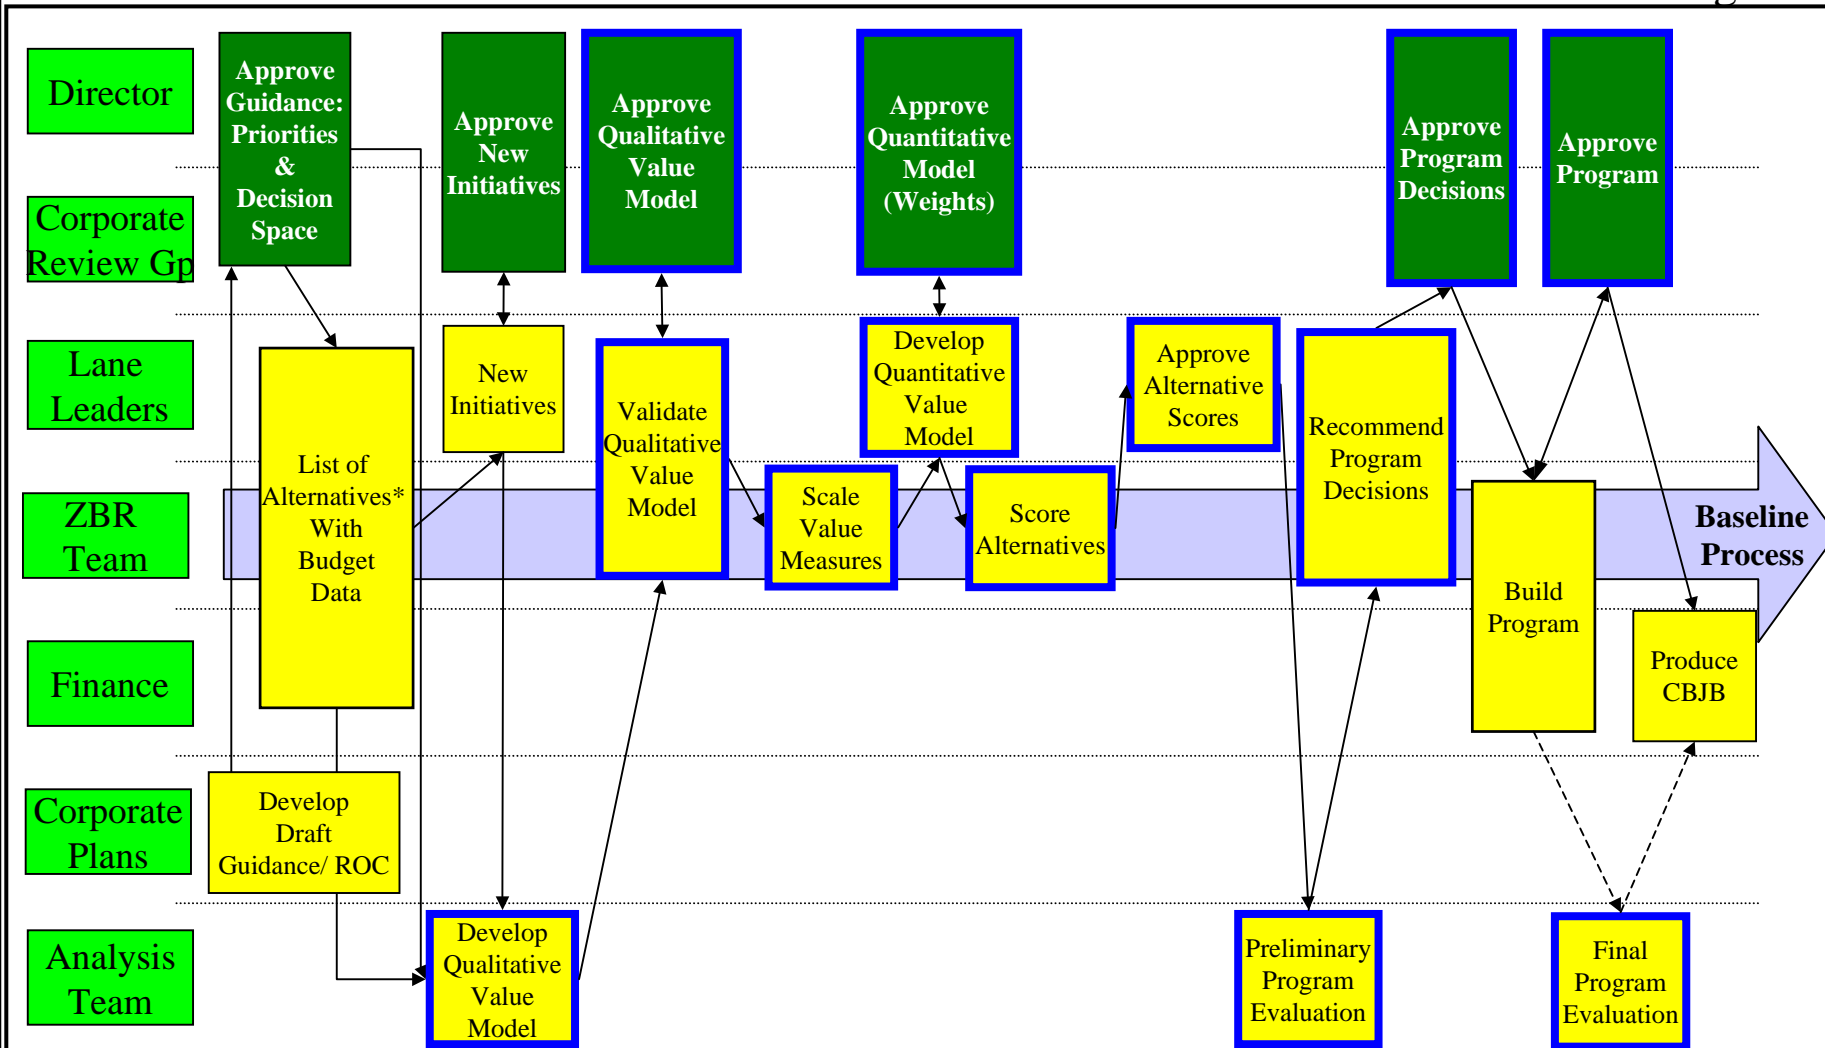 Director
Approve
Guidance:
Priorities
&
Decision
Space
Approve
New
Initiatives
Approve
Qualitative
Value
Model
Approve
Quantitative
Model
(Weights)
Approve
Program
Decisions
Approve
Program
Corporate
Review Gp
Lane
Leaders
List of
Alternatives*
With
Budget
Data
New
Initiatives
Validate
Qualitative
Value
Model
Develop
Quantitative
Value
Model
Approve
Alternative
Scores
Recommend
Program
Decisions
ZBR
Team
Scale
Value
Measures
Score
Alternatives
Build
Program
Baseline
Process
Finance
Produce
CBJB
Corporate
Plans
Develop
Draft
Guidance/ ROC
Analysis
Team
Develop
Qualitative
Value
Model
Preliminary
Program
Evaluation
Final
Program
Evaluation